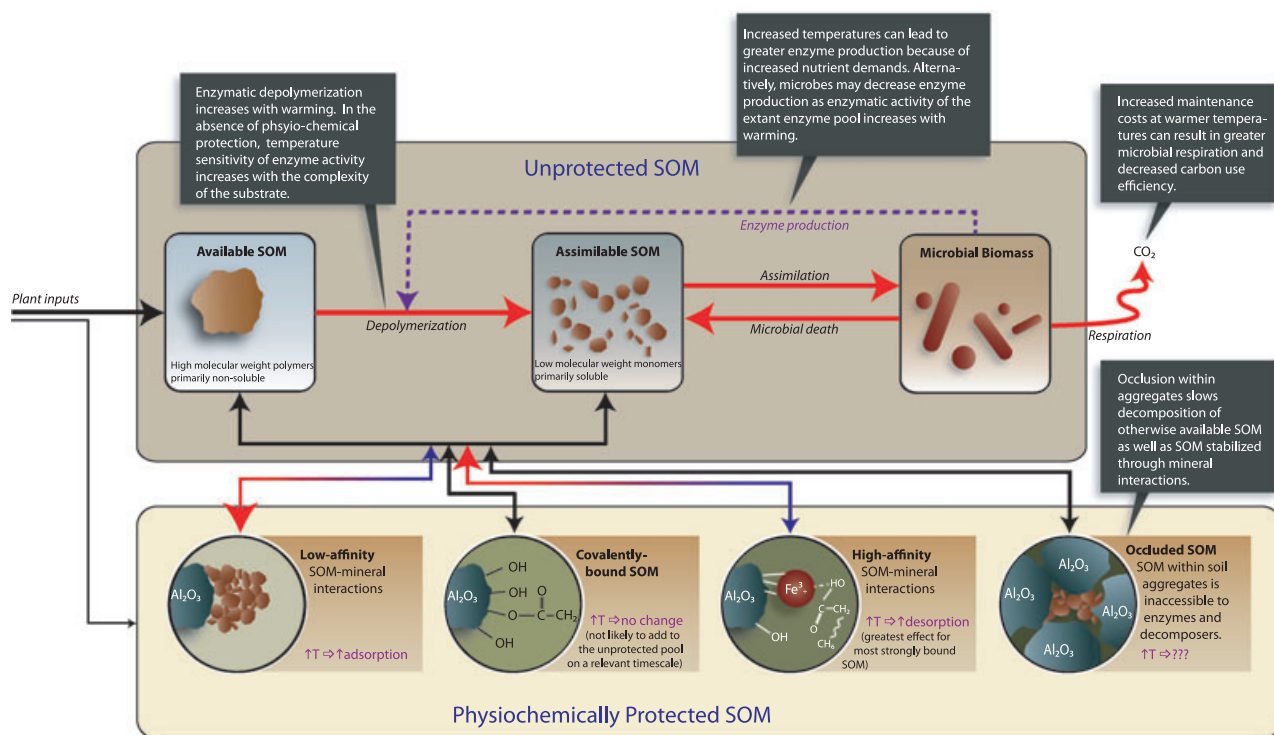 Increased temperatures can lead to
greater enzyme production because of
increased nutrient demands. Alterna-
tively, microbes may decrease enzyme
production as enzymatic activity of the
extant enzyme pool increases with
warming.
Enzymatic depolymerization
increases with warming. In the
absence of phsyio-chemical
protection, temperature
sensitivity of enzyme activity
increases with the complexity
of the substrate.
Increased maintenance
costs at warmer tempera-
tures can result in greater
microbial respiration and
decreased carbon use
efficiency.
Unprotected SOM
Enzyme production
Available SOM
Assimilable SOM
Microbial Biomass
CO₂
Plant inputs
Depolymerization
Assimilation
Microbial death
Respiration
High molecular weight polymers
primarily non-soluble
Low molecular weight monomers
primarily soluble
Occlusion within
aggregates slows
decomposition of
otherwise available SOM
as well as SOM stabilized
through mineral
interactions.
Low-affinity
SOM-mineral
interactions
Al₂O₃
↑T ⇨↑adsorption
Covalently-
bound SOM
Al₂O₃
OH
OH
O
O
C
CH₂
OH
↑T ⇨no change
(not likely to add to
the unprotected pool
on a relevant timescale)
High-affinity
SOM-mineral
interactions
Fe³₊
HO
C
CH₂
O
CH₆
OH
↑T ⇨↑desorption
(greatest effect for
most strongly bound
SOM)
Occluded SOM
SOM within soil
aggregates is
inaccessible to
enzymes and
decomposers.
↑T ⇨???
Al₂O₃
Al₂O₃
Al₂O₃
Al₂O₃
Physiochemically Protected SOM